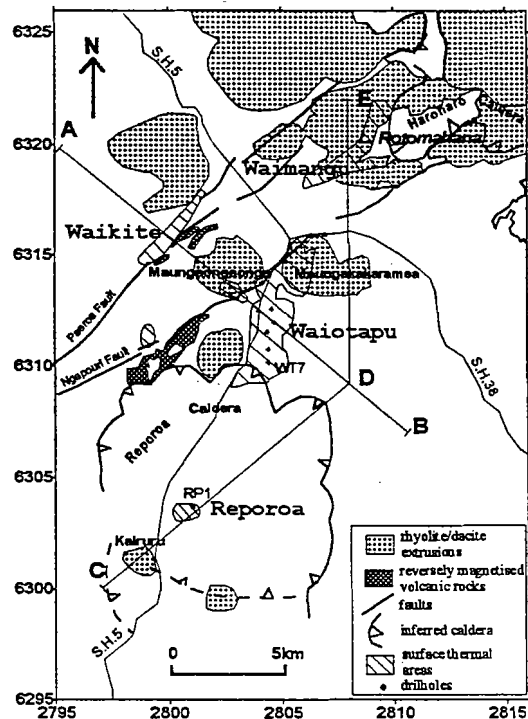 6325
N
S.H.5
A
E
Haroharo
Caldera
Rotomahana
6320
Waimangu
Waikite
6315
Maungaongaonga
Maungakakaramea
Paeroa Fault
Waiotapu
Ngapouri Fault
6310
WT7
D
S.H.38
Caldera
B
Reporoa
6305
RP1
Reporoa
Kairuru
6300
C
S.H.5
0 5km
6295
2795 2800 2805 2810 2815
rhyolite/dacite
extrusions
reversely magnetised
volcanic rocks
faults
inferred caldera
surface thermal
areas
drilholes